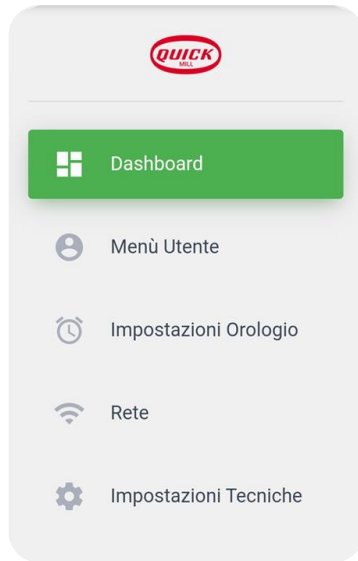 QUICK
MILL
Dashboard
Menù Utente
Impostazioni Orologio
Rete
Impostazioni Tecniche